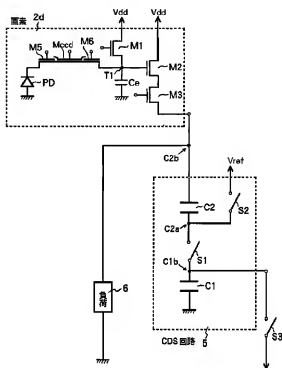 画素
2d
Vdd
Vdd
M5
Mccd
M6
M1
T1
M2
PD
Ce
M3
C2b
Vref
C2
S2
C2a
S1
C1b
6
負荷
C1
S3
CDS 回路
5